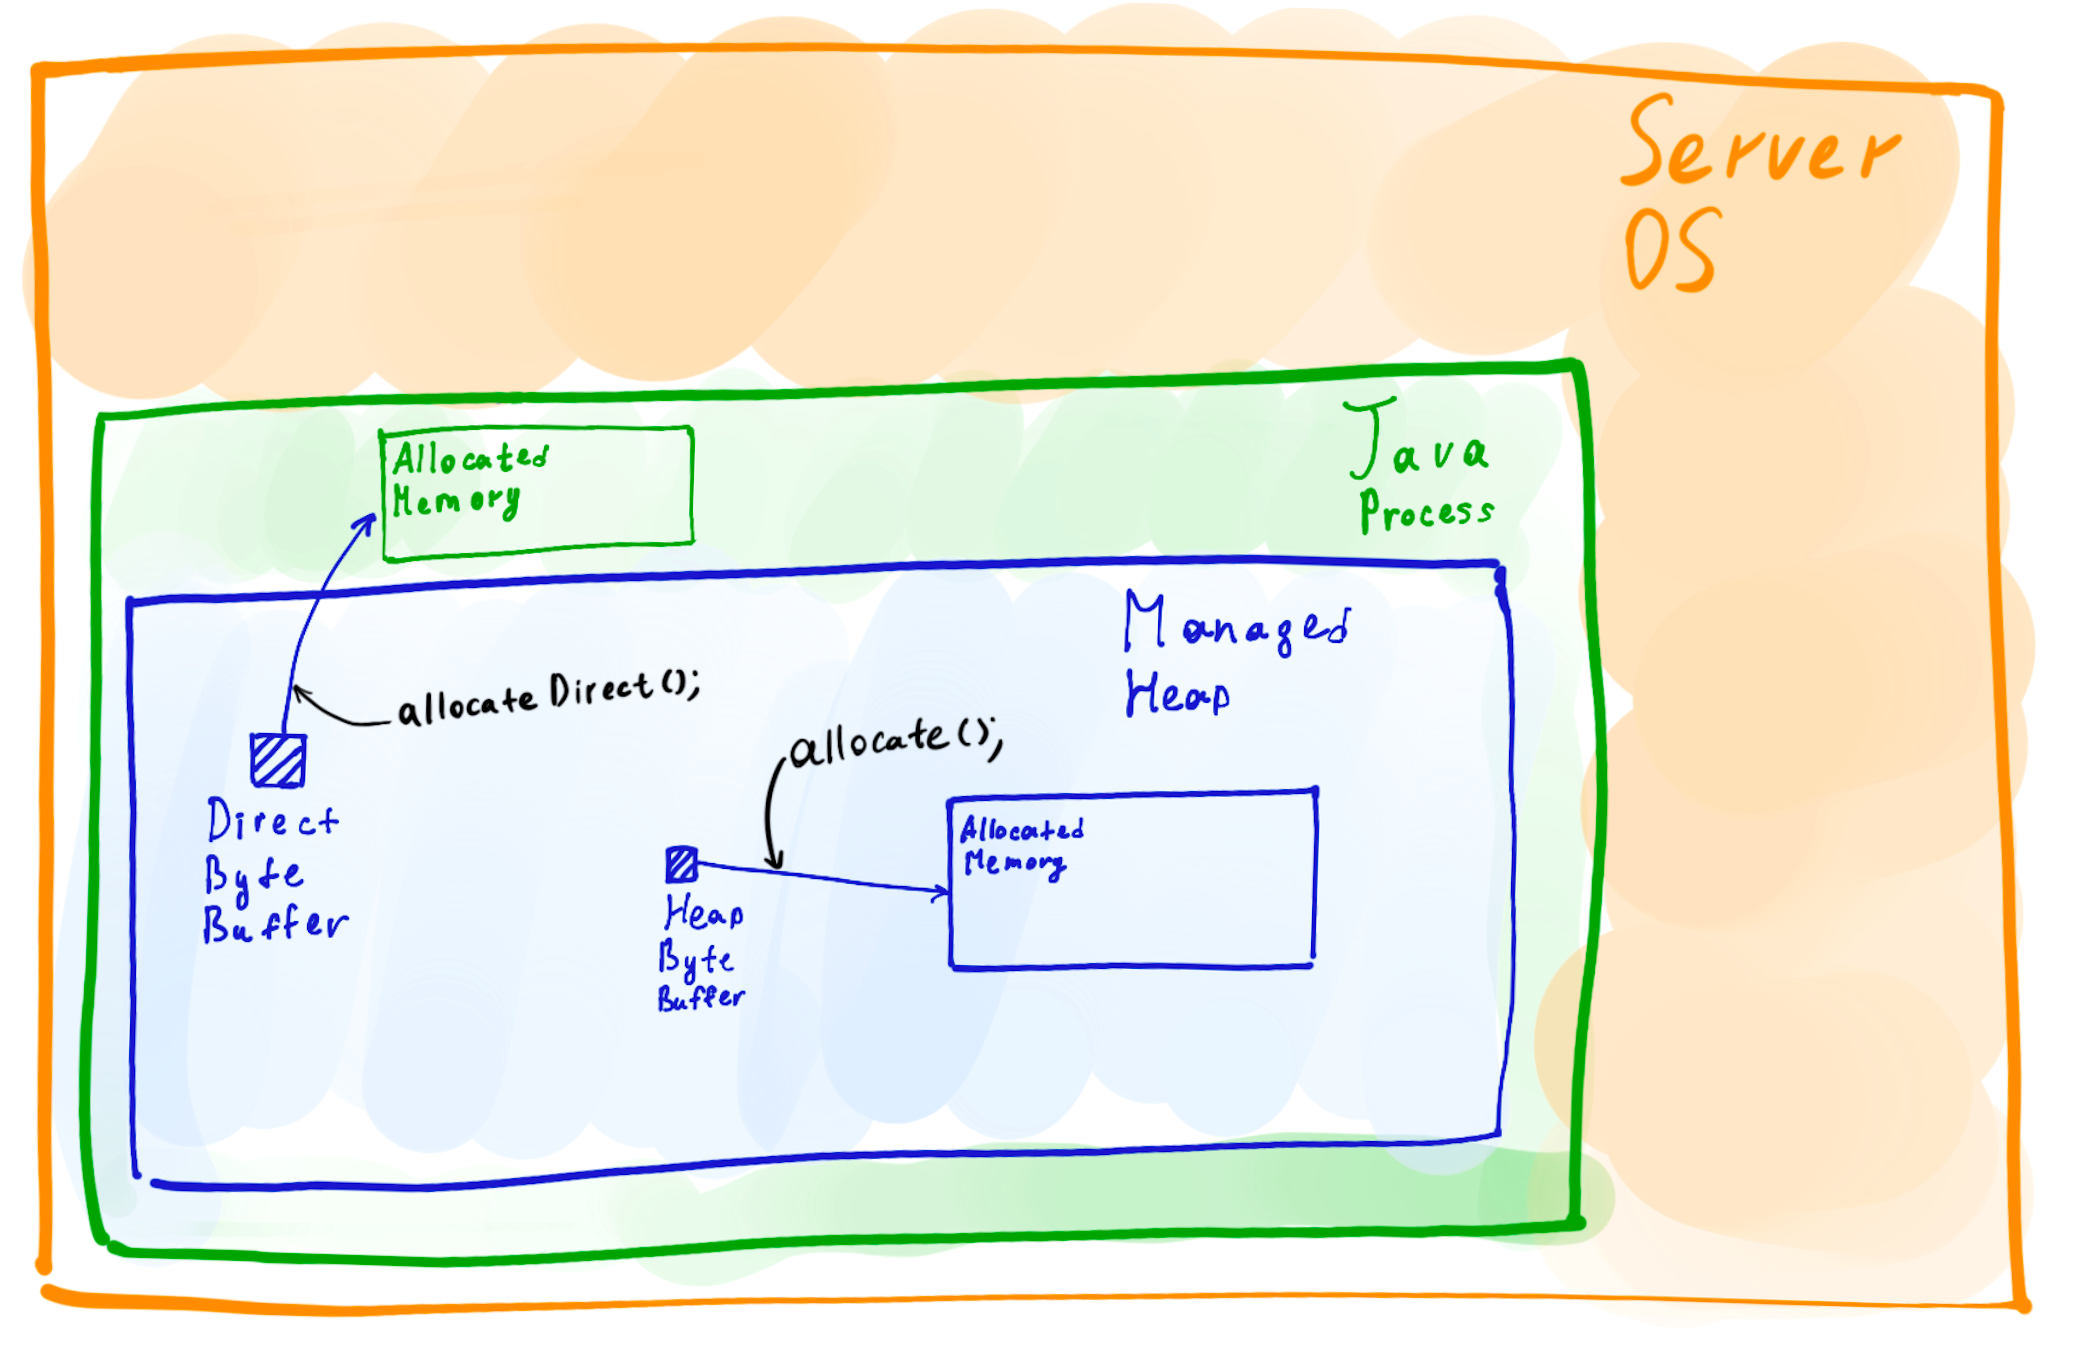 Server
OS
Java
Process
Allocated
Memory
Managed
Heap
allocateDirect();
allocate();
Direct
Byte
Buffer
Allocated
Memory
Heap
Byte
Buffer